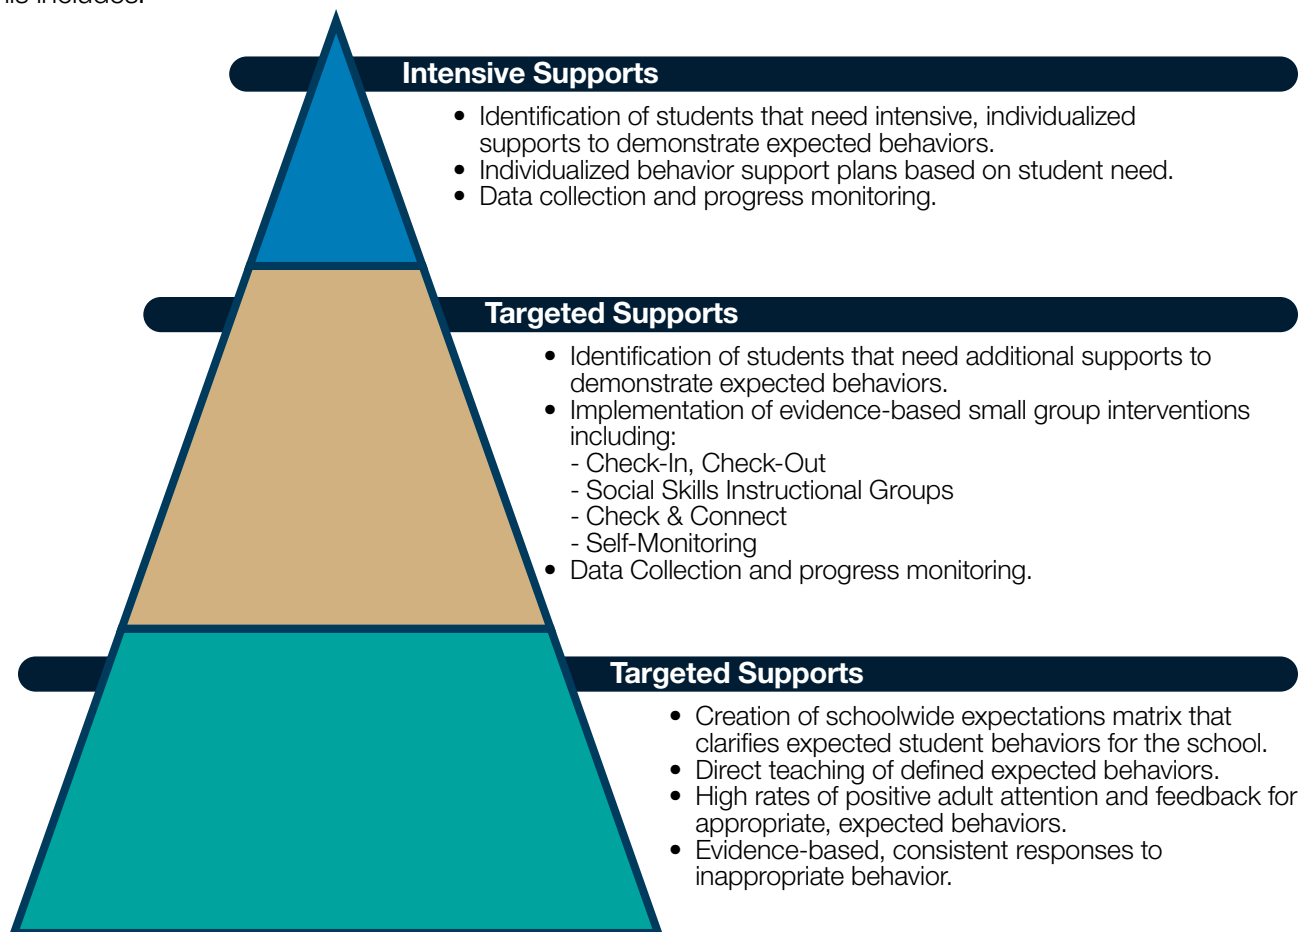 his includes:
Intensive Supports
• Identification of students that need intensive, individualized
supports to demonstrate expected behaviors.
• Individualized behavior support plans based on student need.
• Data collection and progress monitoring.
Targeted Supports
• Identification of students that need additional supports to
demonstrate expected behaviors.
• Implementation of evidence-based small group interventions
including:
- Check-In, Check-Out
- Social Skills Instructional Groups
- Check & Connect
- Self-Monitoring
• Data Collection and progress monitoring.
Targeted Supports
• Creation of schoolwide expectations matrix that
clarifies expected student behaviors for the school.
• Direct teaching of defined expected behaviors.
• High rates of positive adult attention and feedback for
appropriate, expected behaviors.
• Evidence-based, consistent responses to
inappropriate behavior.